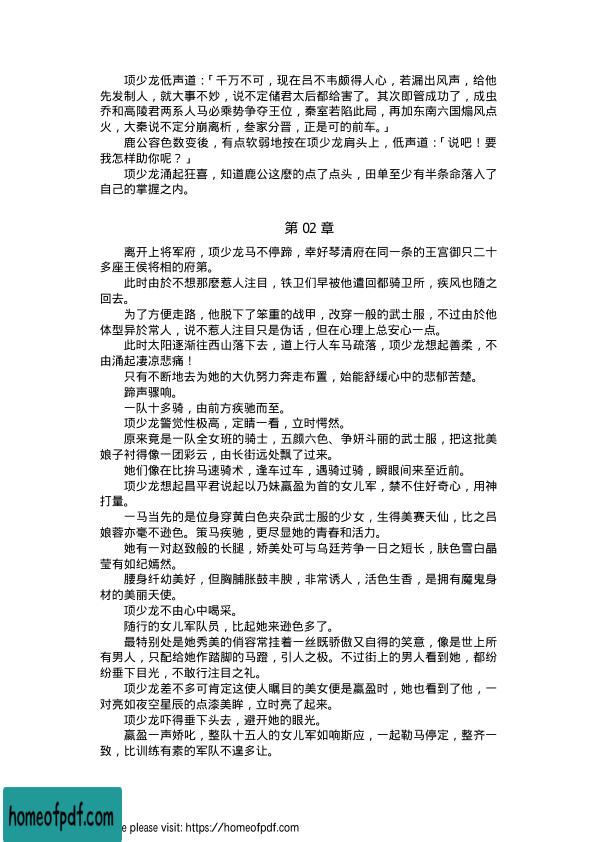 项少龙低声道：「千万不可，现在吕不韦颇得人心，若漏出风声，给他
先发制人，就大事不妙，说不定储君太后都给害了。其次即管成功了，成虫
乔和高陵君两系人马必乘势争夺王位，秦室若陷此局，再加东南六国煽风点
火，大秦说不定分崩离析，叁家分晋，正是可的前车。」
鹿公容色数变後，有点软弱地按在项少龙肩头上，低声道：「说吧！要
我怎样助你呢？」
项少龙涌起狂喜，知道鹿公这麽的点了点头，田单至少有半条命落入了
自己的掌握之内。
第 02 章
离开上将军府，项少龙马不停蹄，幸好琴清府在同一条的王宫御只二十
多座王侯将相的府第。
此时由於不想那麽惹人注目，铁卫们早被他遣回都骑卫所，疾风也随之
回去。
为了方便走路，他脱下了笨重的战甲，改穿一般的武士服，不过由於他
体型异於常人，说不惹人注目只是伪话，但在心理上总安心一点。
此时太阳逐渐往西山落下去，道上行人车马疏落，项少龙想起善柔，不
由涌起凄凉悲痛！
只有不断地去为她的大仇努力奔走布置，始能舒缓心中的悲郁苦楚。
蹄声骤响。
一队十多骑，由前方疾驰而至。
项少龙警觉性极高，定睛一看，立时愕然。
原来竟是一队全女班的骑士，五颜六色、争妍斗丽的武士服，把这批美
娘子衬得像一团彩云，由长街远处飘了过来。
她们像在比拚马速骑术，逢车过车，遇骑过骑，瞬眼间来至近前。
项少龙想起昌平君说起以乃妹嬴盈为首的女儿军，禁不住好奇心，用神
打量。
一马当先的是位身穿黄白色夹杂武士服的少女，生得美赛天仙，比之吕
娘蓉亦毫不逊色。策马疾驰，更尽显她的青春和活力。
她有一对赵致般的长腿，娇美处可与乌廷芳争一日之短长，肤色雪白晶
莹有如纪嫣然。
腰身纤幼美好，但胸脯胀鼓丰腴，非常诱人，活色生香，是拥有魔鬼身
材的美丽天使。
项少龙不由心中喝采。
随行的女儿军队员，比起她来逊色多了。
最特别处是她秀美的俏容常挂着一丝既骄傲又自得的笑意，像是世上所
有男人，只配给她作踏脚的马蹬，引人之极。不过街上的男人看到她，都纷
纷垂下目光，不敢行注目之礼。
项少龙差不多可肯定这使人瞩目的美女便是嬴盈时，她也看到了他，一
对亮如夜空星辰的点漆美眸，立时亮了起来。
项少龙吓得垂下头去，避开她的眼光。
嬴盈一声娇叱，整队十五人的女儿军如响斯应，一起勒马停定，整齐一
致，比训练有素的军队不遑多让。
homeofpdf.com
please visit: https://homeofpdf.com